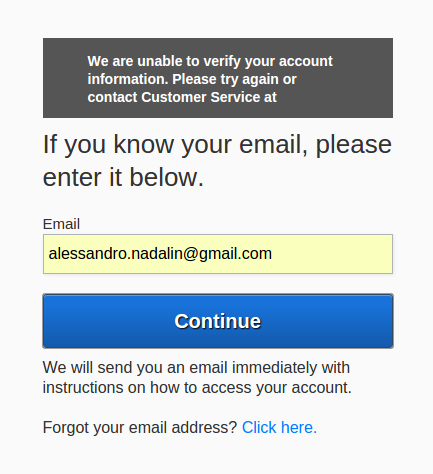 We are unable to verify your account
information. Please try again or
contact Customer Service at
If you know your email, please
enter it below.
Email
alessandro.nadalin@gmail.com
Continue
We will send you an email immediately with
instructions on how to access your account.
Forgot your email address? Click here.